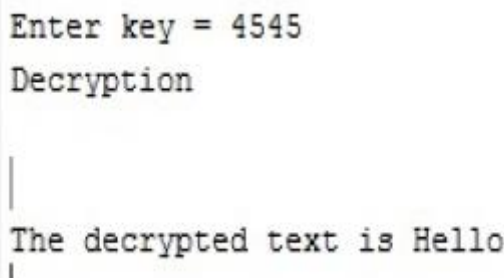 Enter key = 4545
Decryption
The decrypted text is Hello